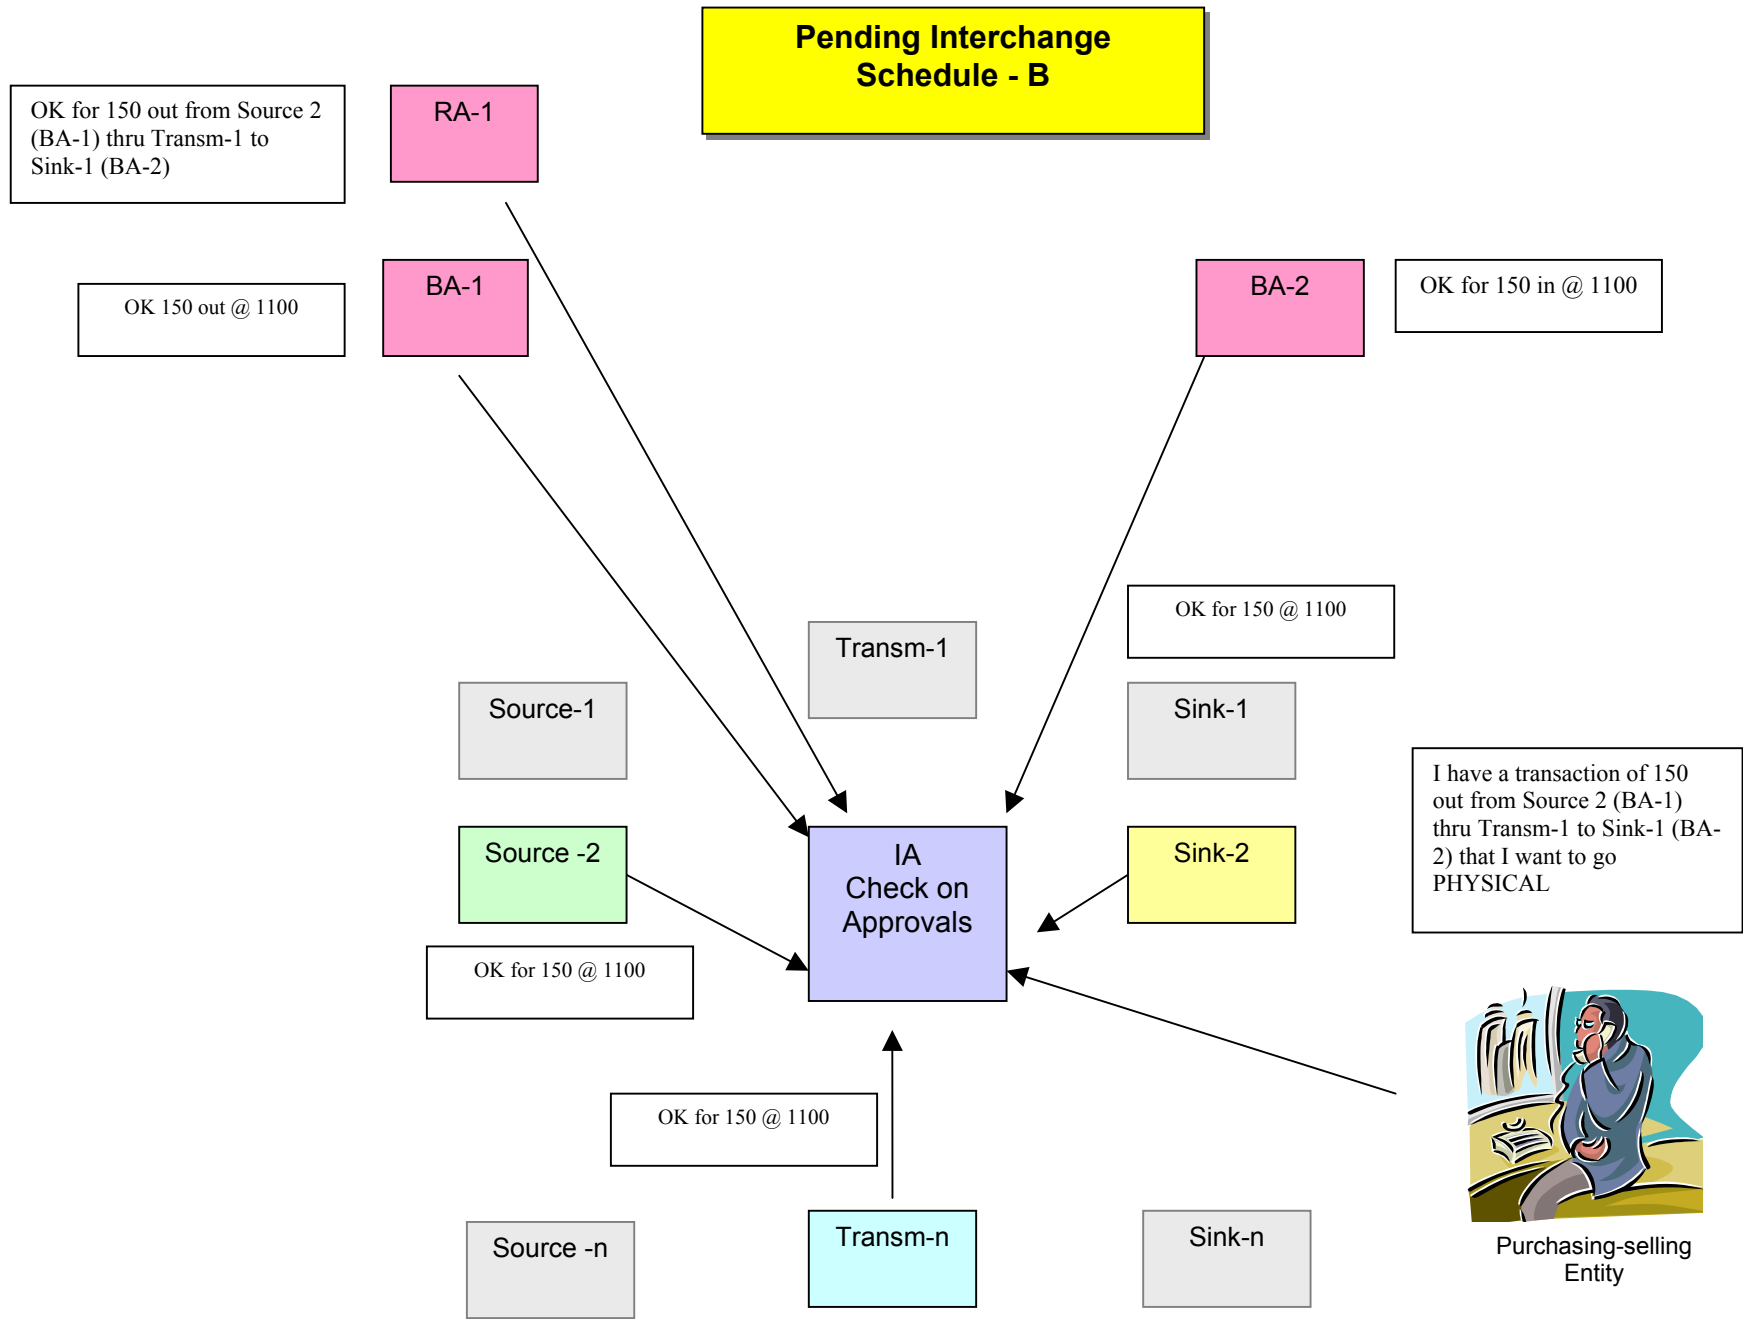 Pending Interchange
Schedule - B
OK for 150 out from Source 2
(BA-1) thru Transm-1 to
Sink-1 (BA-2)
RA-1
OK 150 out @ 1100
BA-1
BA-2
OK for 150 in @ 1100
OK for 150 @ 1100
Transm-1
Source-1
Sink-1
I have a transaction of 150
out from Source 2 (BA-1)
thru Transm-1 to Sink-1 (BA-
2) that I want to go
PHYSICAL
Source -2
IA
Check on
Approvals
Sink-2
OK for 150 @ 1100
OK for 150 @ 1100
Source -n
Transm-n
Sink-n
Purchasing-selling
Entity